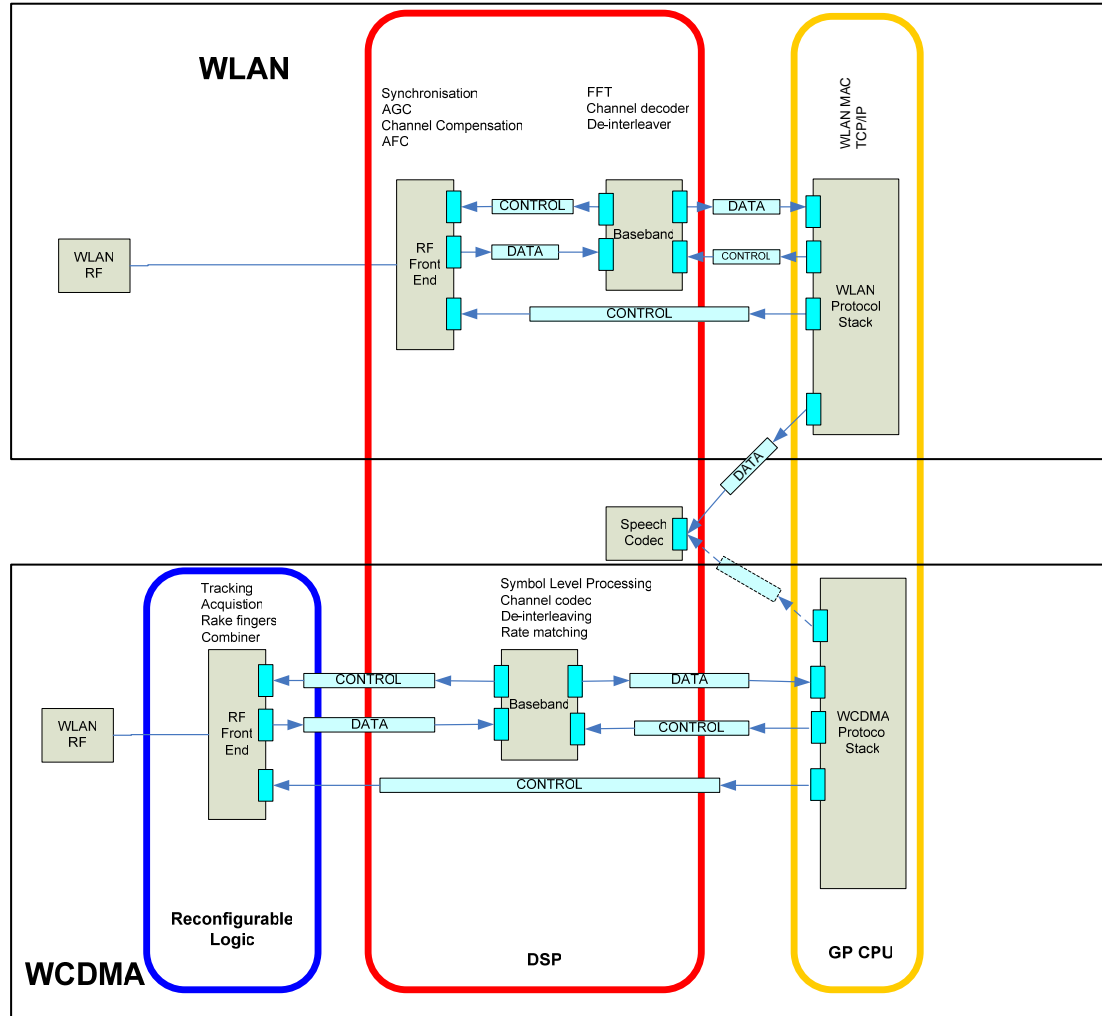 WLAN
Synchronisation
AGC
Channel Compensation
AFC
FFT
Channel decoder
De-interleaver
WLAN MAC
TCP/IP
WLAN
RF
RF
Front
End
CONTROL
DATA
Baseband
DATA
CONTROL
CONTROL
WLAN
Protocol
Stack
DATA
Speech
Codec
Tracking
Acquistion
Rake fingers
Combiner
Symbol Level Processing
Channel codec
De-interleaving
Rate matching
WLAN
RF
RF
Front
End
CONTROL
DATA
Baseband
DATA
CONTROL
CONTROL
WCDMA
Protoco
Stack
Reconfigurable
Logic
DSP
GP CPU
WCDMA